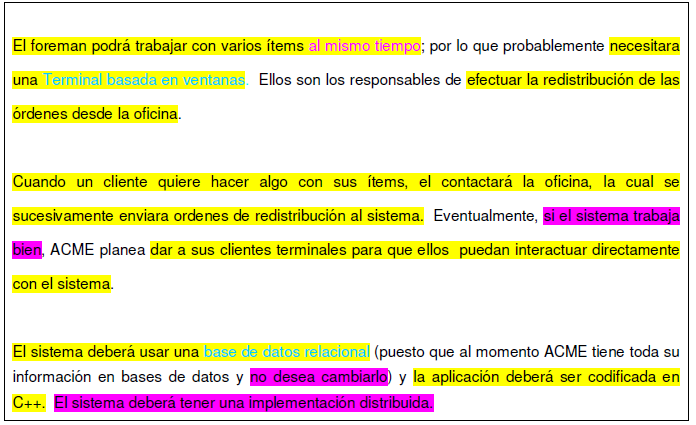 El foreman podrá trabajar con varios ítems al mismo tiempo; por lo que probablemente necesitara
una Terminal basada en ventanas. Ellos son los responsables de efectuar la redistribución de las
órdenes desde la oficina.
Cuando un cliente quiere hacer algo con sus ítems, el contactará la oficina, la cual se
sucesivamente enviara ordenes de redistribución al sistema. Eventualmente, si el sistema trabaja
bien, ACME planea dar a sus clientes terminales para que ellos puedan interactuar directamente
con el sistema.
El sistema deberá usar una base de datos relacional (puesto que al momento ACME tiene toda su
información en bases de datos y no desea cambiarlo) y la aplicación deberá ser codificada en
C++. El sistema deberá tener una implementación distribuida.